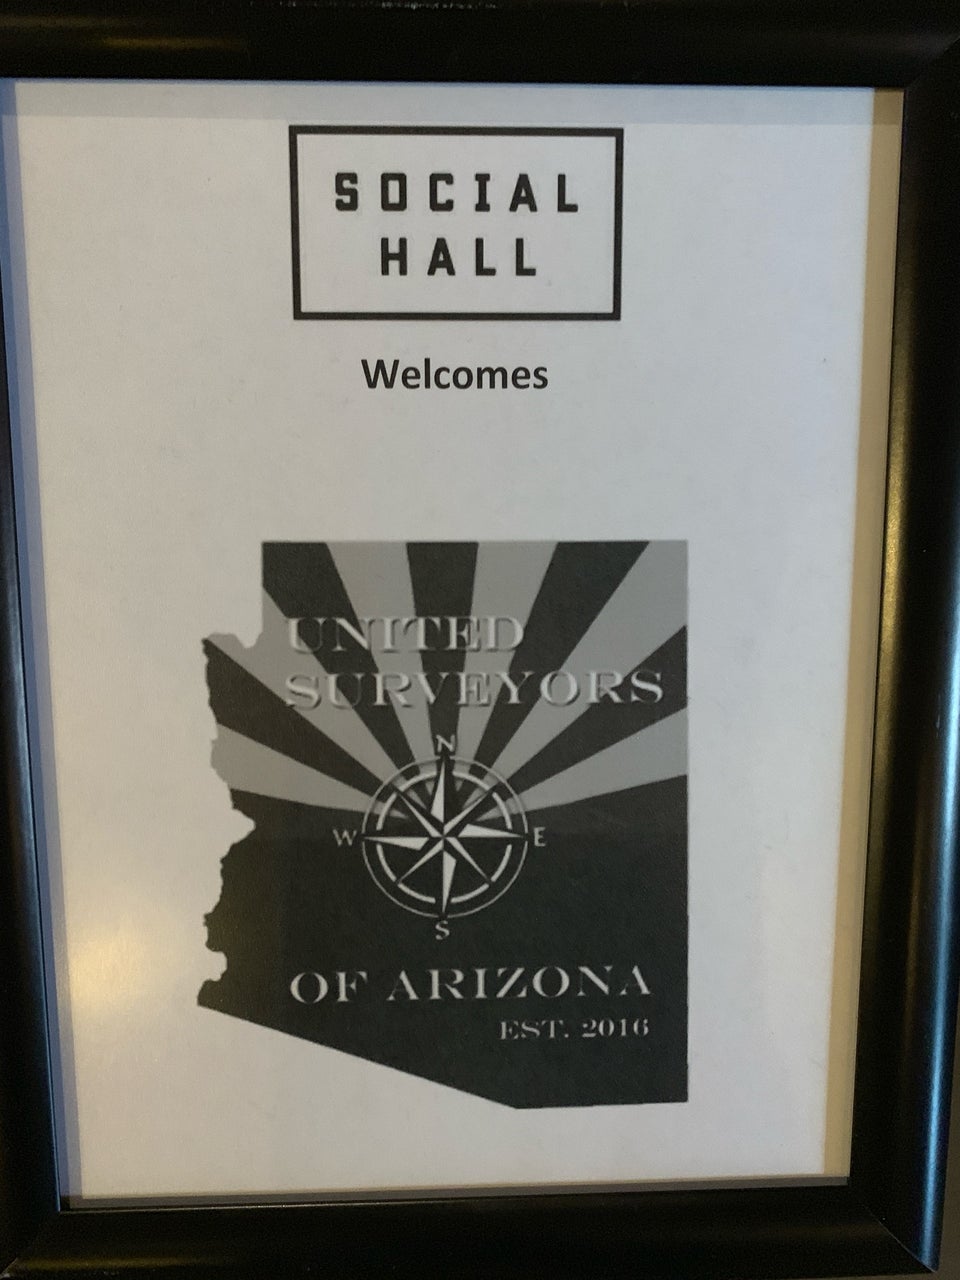 SOCIAL
HALL
Welcomes
UNITED
SURVEYORS
N
W E
S
OF ARIZONA
EST. 2016